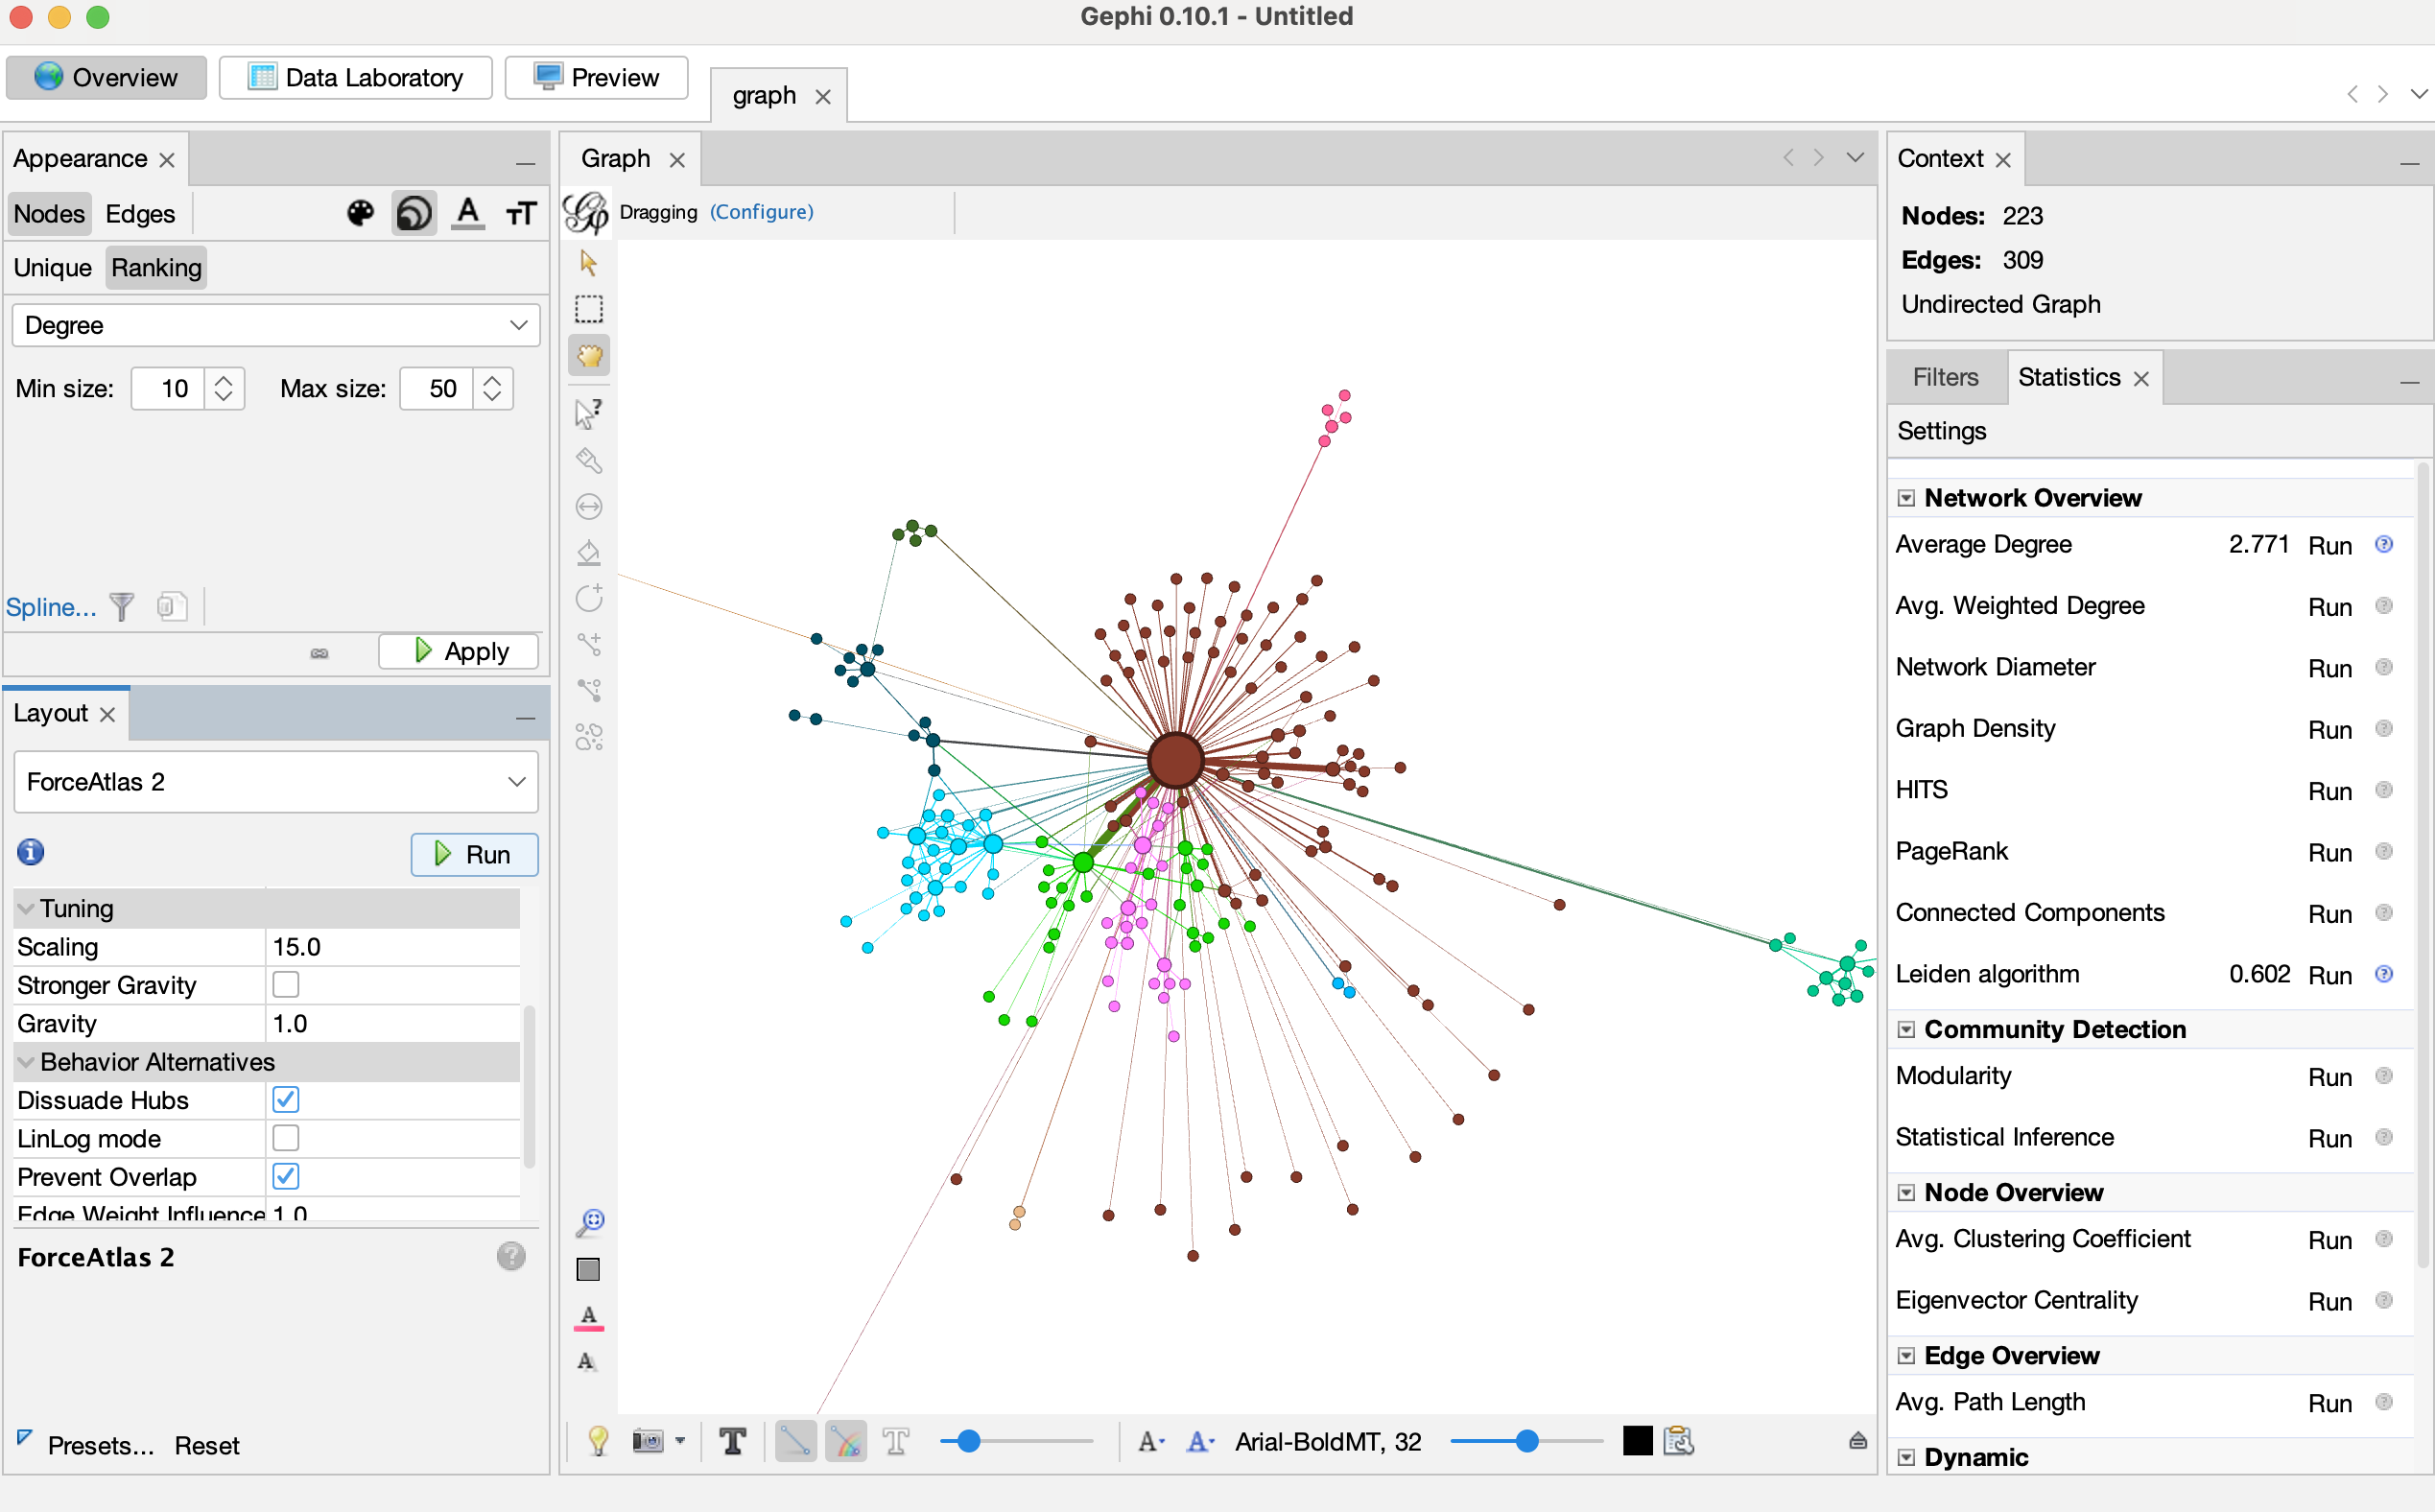 Gephi 0.10.1 - Untitled
Overview
Data Laboratory
Preview
graph
Appearance
Nodes Edges
Unique Ranking
Degree
Min size: 10 Max size: 50
Spline...
Apply
Layout
ForceAtlas 2
Run
Tuning
Scaling 15.0
Stronger Gravity
Gravity 1.0
Behavior Alternatives
Dissuade Hubs
LinLog mode
Prevent Overlap
Edge Weight Influence 1.0
ForceAtlas 2
Presets... Reset
Graph
Dragging (Configure)
Arial-BoldMT, 32
Context
Nodes: 223
Edges: 309
Undirected Graph
Filters Statistics
Settings
Network Overview
Average Degree 2.771 Run
Avg. Weighted Degree Run
Network Diameter Run
Graph Density Run
HITS Run
PageRank Run
Connected Components Run
Leiden algorithm 0.602 Run
Community Detection
Modularity Run
Statistical Inference Run
Node Overview
Avg. Clustering Coefficient Run
Eigenvector Centrality Run
Edge Overview
Avg. Path Length Run
Dynamic